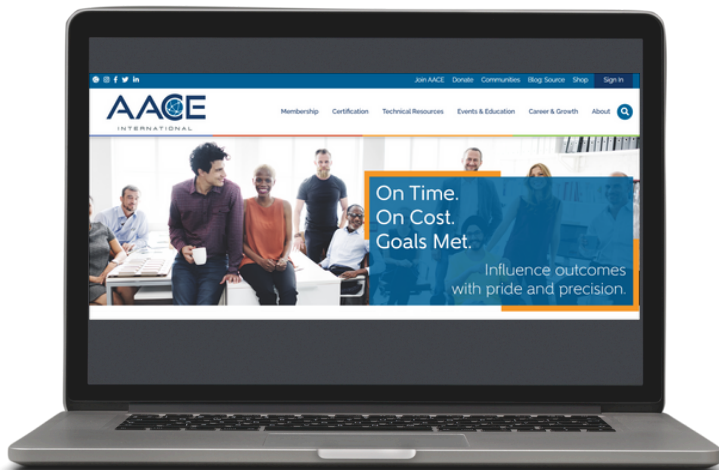 Join AACE Donate Communities Blog: Source Shop Sign In
AACE
INTERNATIONAL
Membership Certification Technical Resources Events & Education Career & Growth About
On Time.
On Cost.
Goals Met.
Influence outcomes
with pride and precision.